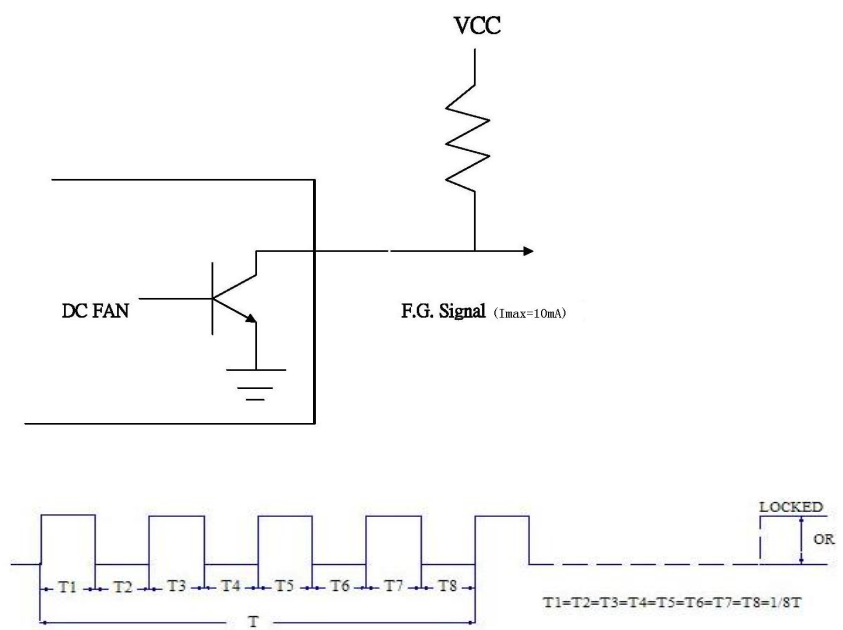 VCC
DC FAN
F.G. Signal (Imax=10mA)
LOCKED
OR
T1 T2 T3 T4 T5 T6 T7 T8
T1=T2=T3=T4=T5=T6=T7=T8=1/8T
T